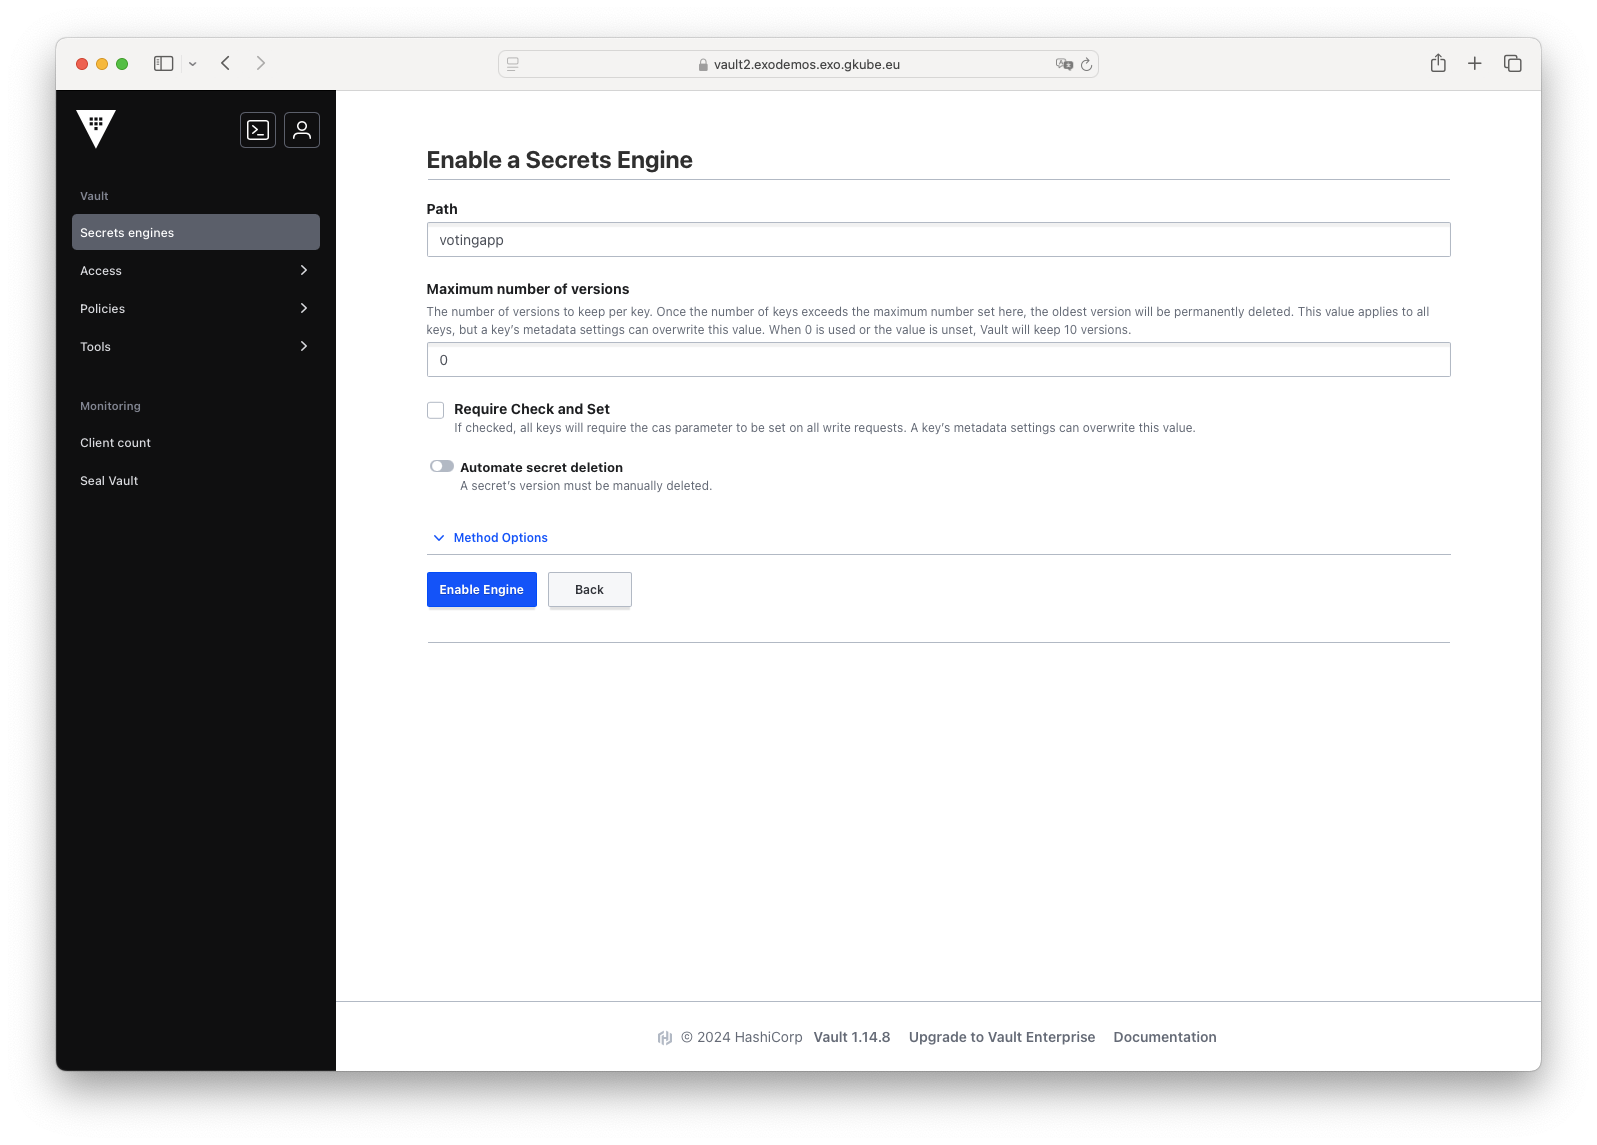 vault2.exodemos.exo.gkube.eu
Vault
Secrets engines
Access
Policies
Tools
Monitoring
Client count
Seal Vault
Enable a Secrets Engine
Path
votingapp
Maximum number of versions
The number of versions to keep per key. Once the number of keys exceeds the maximum number set here, the oldest version will be permanently deleted. This value applies to all
keys, but a key’s metadata settings can overwrite this value. When 0 is used or the value is unset, Vault will keep 10 versions.
0
Require Check and Set
If checked, all keys will require the cas parameter to be set on all write requests. A key’s metadata settings can overwrite this value.
Automate secret deletion
A secret’s version must be manually deleted.
Method Options
Enable Engine Back
© 2024 HashiCorp Vault 1.14.8 Upgrade to Vault Enterprise Documentation